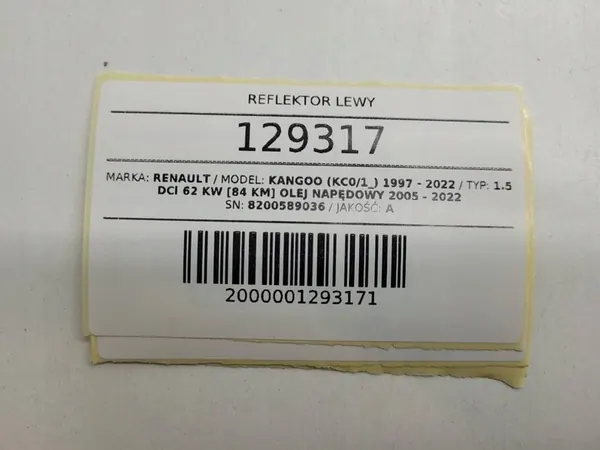 REFLEKTOR LEWY
129317
MARKA: RENAULT / MODEL: KANGOO (KC0/1_) 1997 - 2022 / TYP: 1.5
DCI 62 KW [84 KM] OLEJ NAPĘDOWY 2005 - 2022
SN: 8200589036 / JAKOŚĆ: A
2000001293171